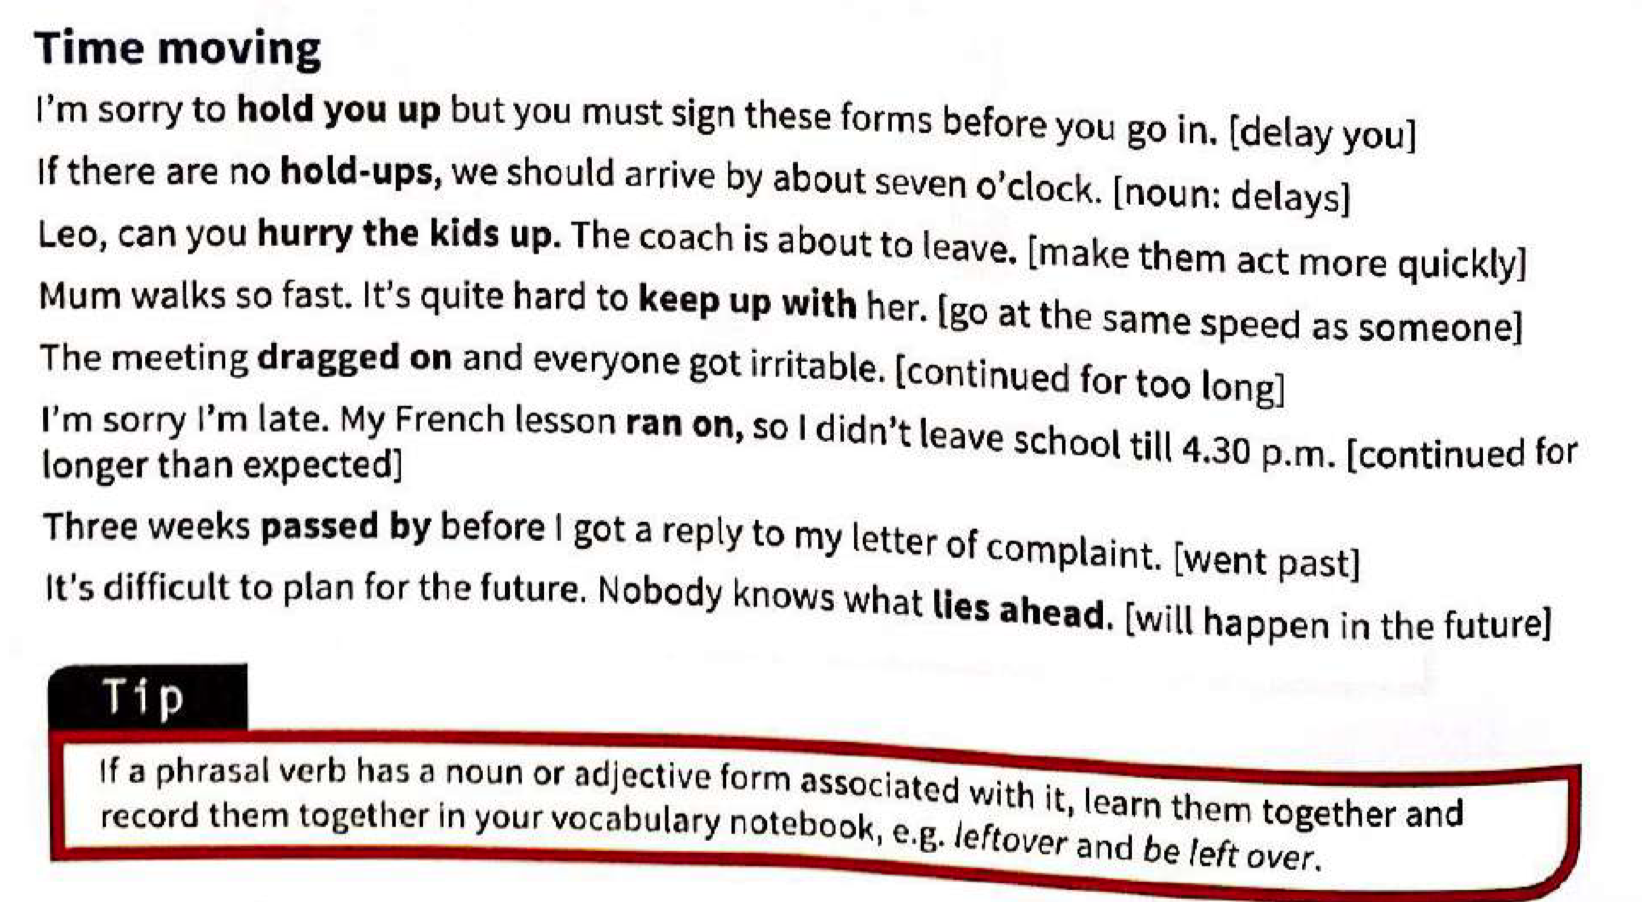 Time moving
I'm sorry to hold you up but you must sign these forms before you go in. [delay you]
If there are no hold-ups, we should arrive by about seven o'clock. [noun: delays]
Leo, can you hurry the kids up. The coach is about to leave. [make them act more quickly]
Mum walks so fast. It's quite hard to keep up with her. [go at the same speed as someone]
The meeting dragged on and everyone got irritable. [continued for too long]
I'm sorry I'm late. My French lesson ran on, so I didn't leave school till 4.30 p.m. [continued for
longer than expected]
Three weeks passed by before I got a reply to my letter of complaint. [went past]
It's difficult to plan for the future. Nobody knows what lies ahead. [will happen in the future]
Tip
If a phrasal verb has a noun or adjective form associated with it, learn them together and
record them together in your vocabulary notebook, e.g. leftover and be left over.